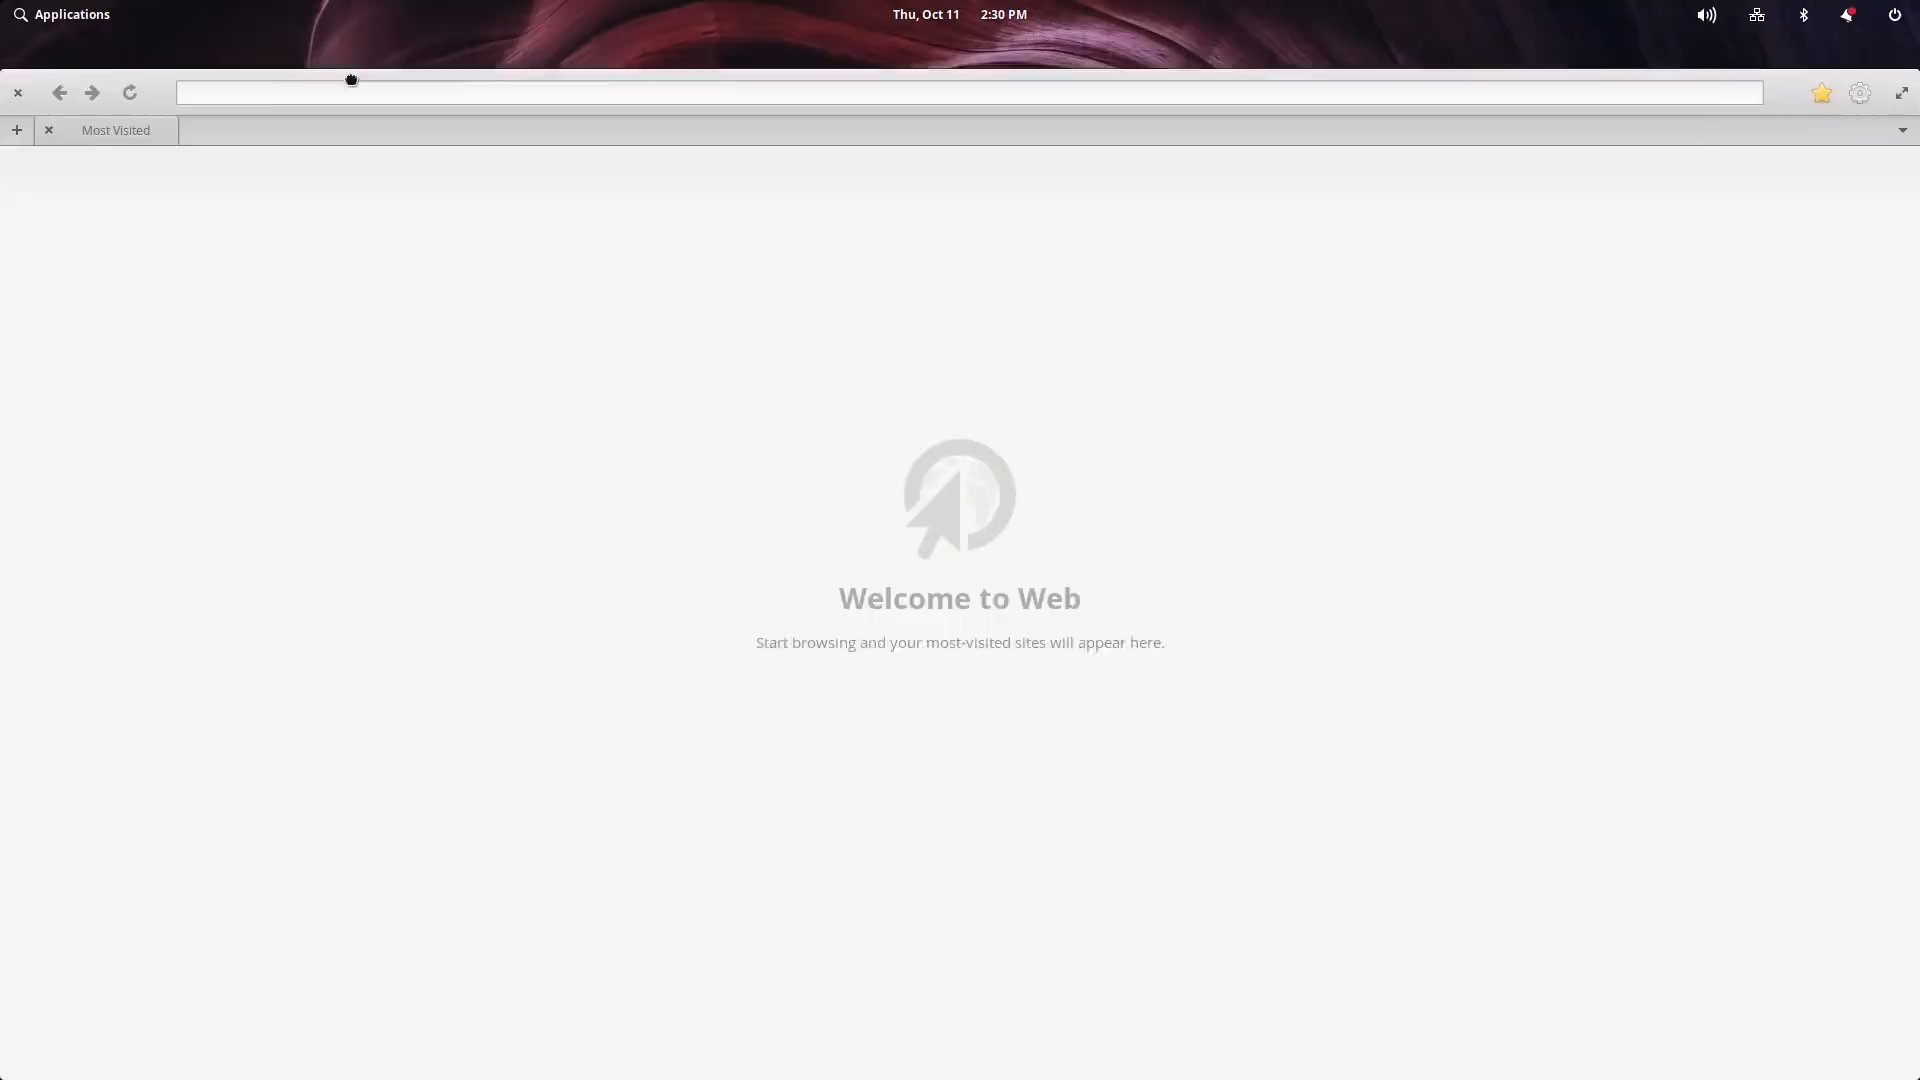 Applications
Thu, Oct 11 2:30 PM
Most Visited
Welcome to Web
Start browsing and your most-visited sites will appear here.